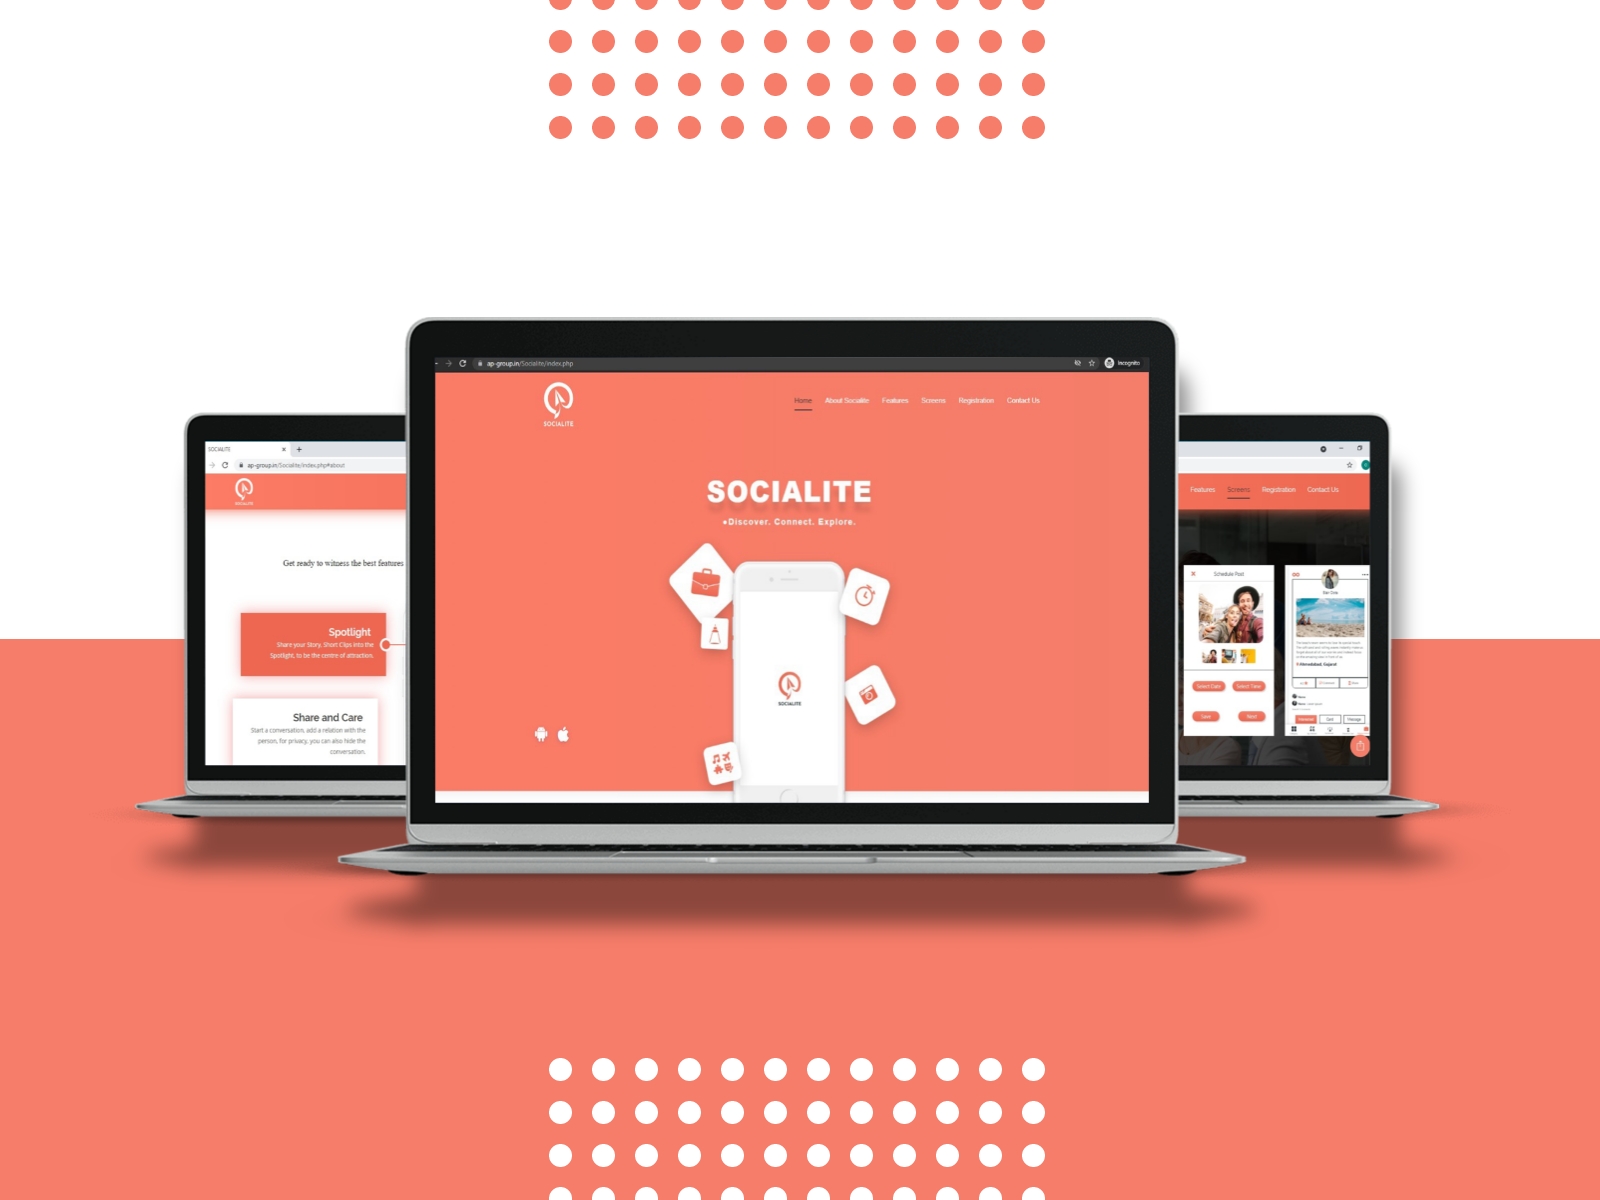 ap-group.in/Socialite/index.php
Incognito
SOCIALITE
Home
About Socialite
Features
Screens
Registration
Contact Us
SOCIALITE
•Discover. Connect. Explore.
SOCIALITE
SOCIALITE
ap-group.in/Socialite/index.php#about
SOCIALITE
Get ready to witness the best features
Spotlight
Share your Story, Short Clips into the
Spotlight, to be the centre of attraction.
Share and Care
Start a conversation, add a relation with the
person, for privacy, you can also hide the
conversation.
Features
Screens
Registration
Contact Us
Schedule Post
Select Date
Select Time
Save
Next
Ahmedabad, Gujarat
Message